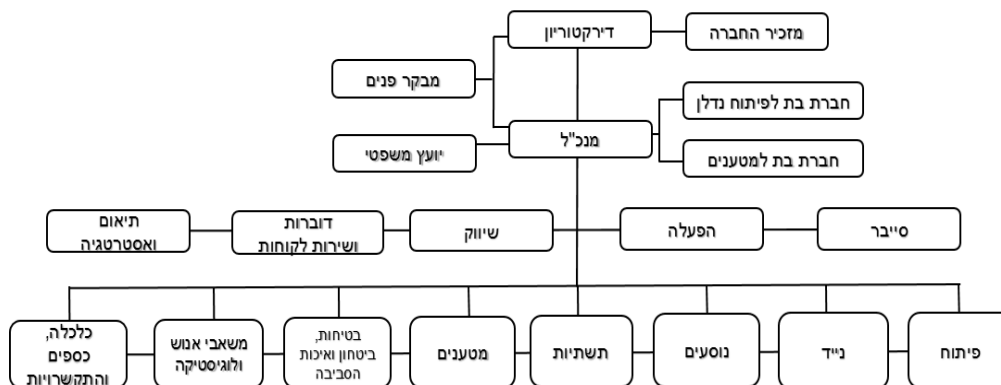 דירקטוריון
מזכיר החברה
מבקר פנים
חברת בת לפיתוח נדלן
מנכ"ל
יועץ משפטי
חברת בת למטענים
סייבר
הפעלה
שיווק
דוברות
ושירות לקוחות
תיאום
ואסטרטגיה
פיתוח
נייד
נוסעים
תשתיות
מטענים
בטיחות,
ביטחון ואיכות
הסביבה
משאבי אנוש
ולוגיסטיקה
כלכלה,
כספים
והתקשרויות